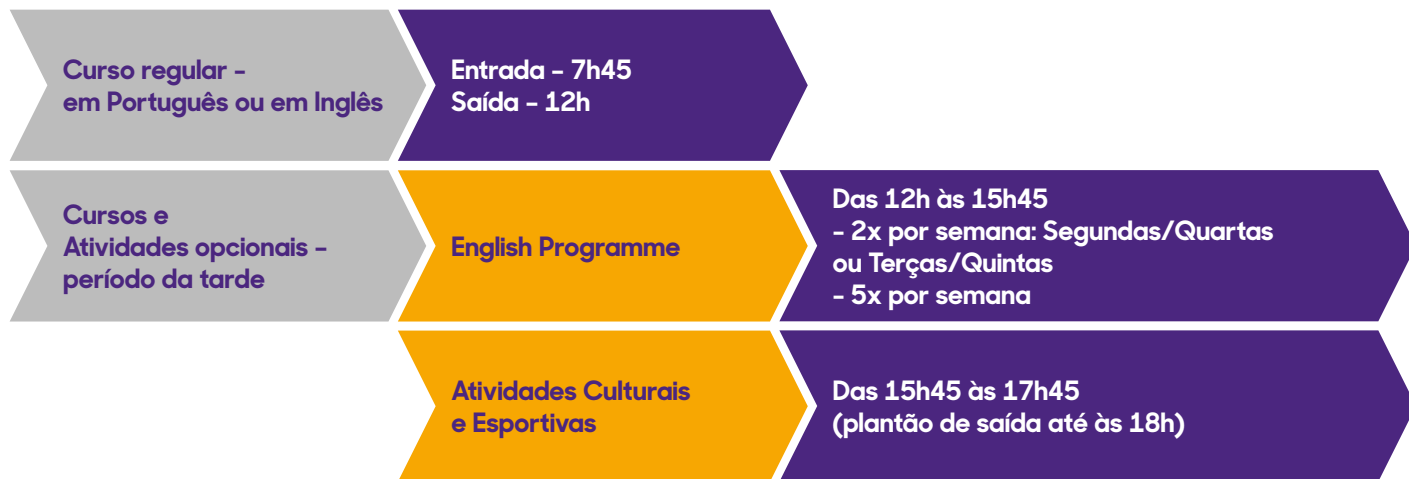 Curso regular –
em Português ou em Inglês
Entrada – 7h45
Saída – 12h
Cursos e
Atividades opcionais –
período da tarde
English Programme
Das 12h às 15h45
– 2x por semana: Segundas/Quartas
ou Terças/Quintas
– 5x por semana
Atividades Culturais
e Esportivas
Das 15h45 às 17h45
(plantão de saída até às 18h)